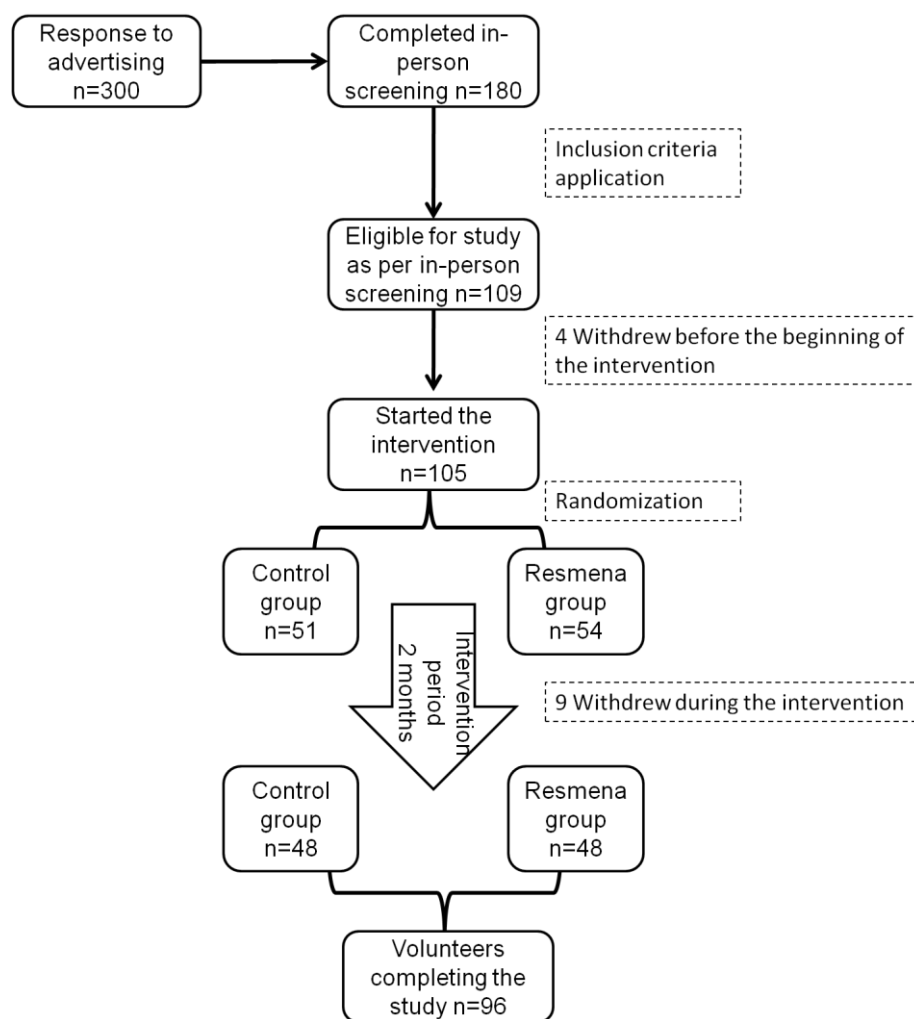 Response to
advertising
n=300
Completed in-
person
screening n=180
Inclusion criteria
application
Eligible for study
as per in-person
screening n=109
4 Withdrew before the beginning of
the intervention
Started the
intervention
n=105
Randomization
Control
group
n=51
Resmena
group
n=54
Intervention
period
2 months
9 Withdrew during the intervention
Control
group
n=48
Resmena
group
n=48
Volunteers
completing the
study n=96